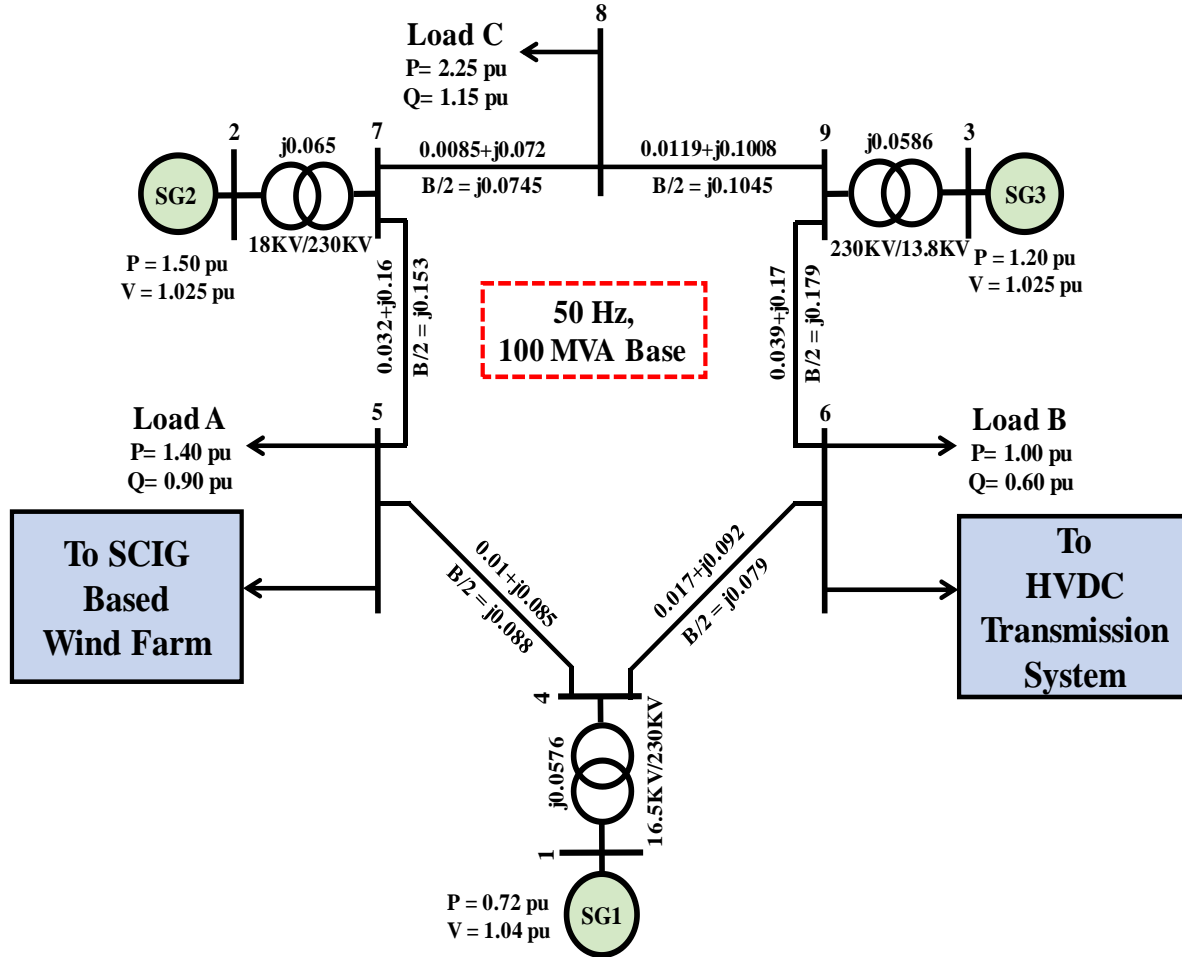 8
Load C
P= 2.25 pu
Q= 1.15 pu
2
j0.065
7
0.0085+j0.072
B/2 = j0.0745
0.0119+j0.1008
B/2 = j0.1045
9
j0.0586
3
SG2
SG3
18KV/230KV
230KV/13.8KV
P = 1.50 pu
V = 1.025 pu
P = 1.20 pu
V = 1.025 pu
0.032+j0.16
B/2 = j0.153
50 Hz,
100 MVA Base
0.039+j0.17
B/2 = j0.179
5
Load A
P= 1.40 pu
Q= 0.90 pu
6
Load B
P= 1.00 pu
Q= 0.60 pu
To SCIG
Based
Wind Farm
0.01+j0.085
B/2 = j0.088
0.017+j0.092
B/2 = j0.079
To
HVDC
Transmission
System
4
j0.0576
16.5KV/230KV
1
P = 0.72 pu
V = 1.04 pu
SG1